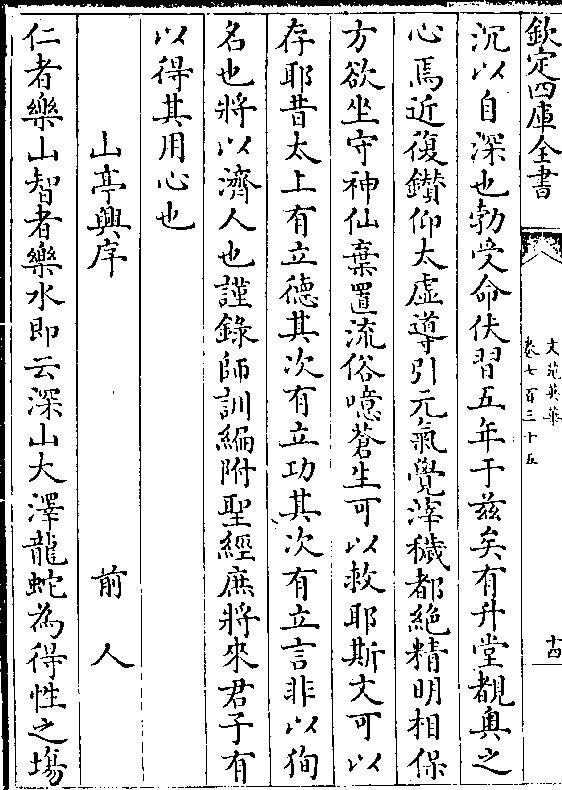 欽定四庫全書
文苑英華
卷七百三十五
十四
沉以自深也勃受命伏習五年于兹矣有升堂覩奥之
心焉近復鑚仰太虛導引元氣覺滓穢都絶精明相保
方欲坐守神仙棄置流俗噫蒼生可以救耶斯文可以
存耶昔太上有立德其次有立功其次有立言非以徇
名也將以濟人也謹錄師訓編附聖經庶將來君子有
以得其用心也
山亭興序 前人
仁者樂山智者樂水即云深山大澤龍蛇為得性之塲